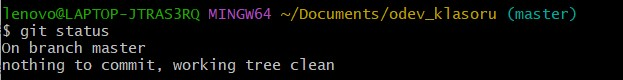 lenovo@LAPTOP-JTRAS3RQ MINGW64 ~/Documents/odev_klasoru (master)
$ git status
On branch master
nothing to commit, working tree clean